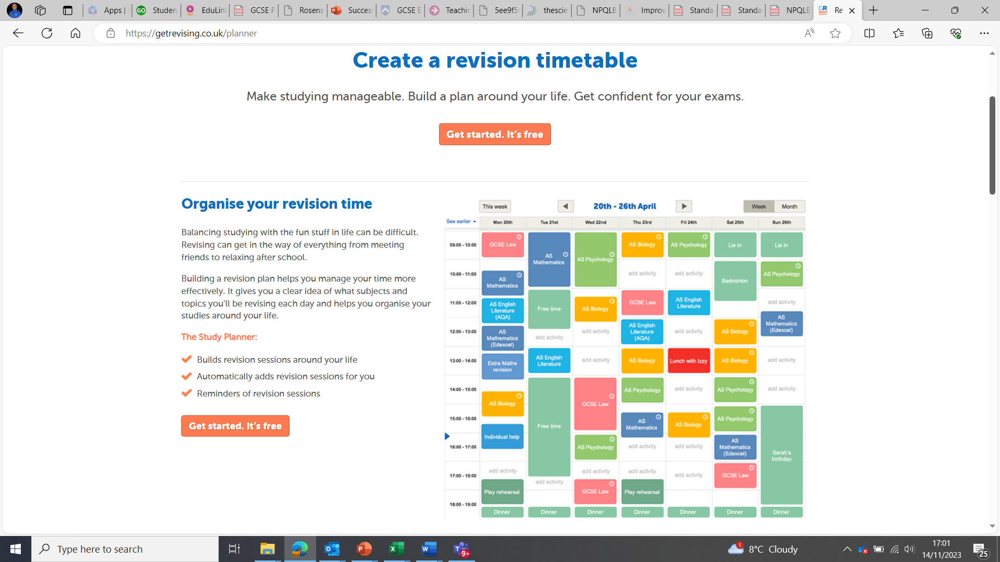 Apps |
Studen
EduLin
GCSE P
Rosens
Succes
GCSE E
Teachin
5ee9f5
thescie
NPQLB
Improv
Standa
Standa
NPQLB
Re
https://getrevising.co.uk/planner
Create a revision timetable
Make studying manageable. Build a plan around your life. Get confident for your exams.
Get started. It's free
Organise your revision time
Balancing studying with the fun stuff in life can be difficult.
Revising can get in the way of everything from meeting
friends to relaxing after school.
Building a revision plan helps you manage your time more
effectively. It gives you a clear idea of what subjects and
topics you'll be revising each day and helps you organise your
studies around your life.
The Study Planner:
Builds revision sessions around your life
Automatically adds revision sessions for you
Reminders of revision sessions
Get started. It's free
This week
20th - 26th April
Week Month
See earlier
Mon 20th Tue 21st Wed 22nd Thu 23rd Fri 24th Sat 25th Sun 26th
09:00 - 10:00
10:00 - 11:00
11:00 - 12:00
12:00 - 13:00
13:00 - 14:00
14:00 - 15:00
15:00 - 16:00
16:00 - 17:00
17:00 - 18:00
18:00 - 19:00
GCSE Law
AS
Mathematics
AS English
Literature
(AQA)
AS
Mathematics
(Edexcel)
Extra Maths
revision
AS Biology
Individual help
add activity
Play rehearsal
Dinner
AS
Mathematics
Free time
add activity
AS English
Literature
Free time
add activity
Dinner
AS Psychology
AS Biology
add activity
add activity
GCSE Law
AS Psychology
add activity
GCSE Law
Dinner
AS Biology
add activity
GCSE Law
AS English
Literature
(AQA)
AS Biology
AS Psychology
AS
Mathematics
add activity
add activity
Play rehearsal
Dinner
AS Psychology
add activity
AS English
Literature
add activity
Lunch with Izzy
add activity
AS Biology
add activity
add activity
Dinner
Lie in
Badminton
AS Biology
AS Biology
AS Psychology
AS Psychology
AS
Mathematics
(Edexcel)
GCSE Law
Dinner
Lie in
AS Psychology
add activity
AS
Mathematics
(Edexcel)
add activity
add activity
Sarah's
birthday
Dinner
Type here to search
9+
1
8°C Cloudy
17:01
14/11/2023
25